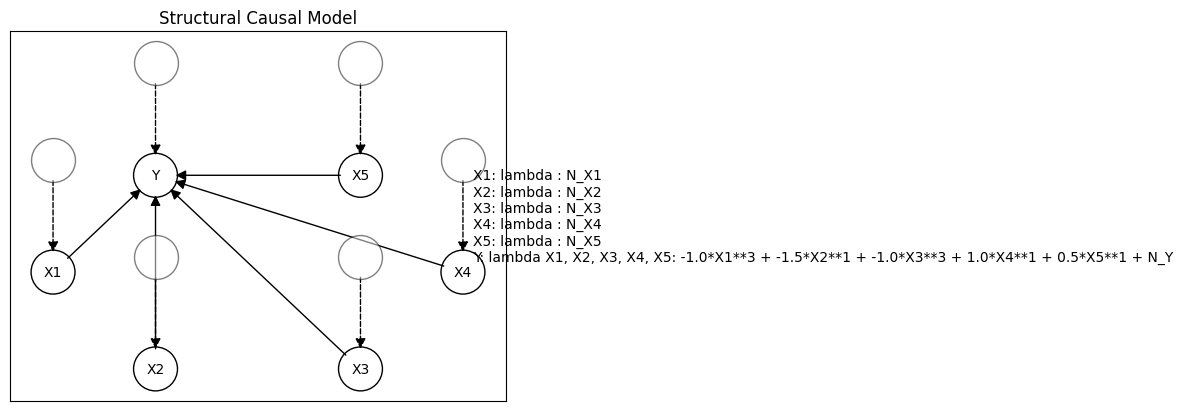 Structural Causal Model
Y
X5
X1: lambda : N_X1
X2: lambda : N_X2
X3: lambda : N_X3
X4: lambda : N_X4
X5: lambda : N_X5
Y: lambda X1, X2, X3, X4, X5: -1.0*X1**3 + -1.5*X2**1 + -1.0*X3**3 + 1.0*X4**1 + 0.5*X5**1 + N_Y
X1
X4
X2
X3